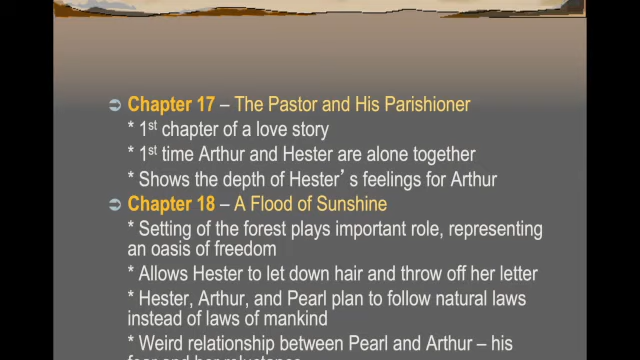 Chapter 17 – The Pastor and His Parishioner
* 1st chapter of a love story
* 1st time Arthur and Hester are alone together
* Shows the depth of Hester’s feelings for Arthur
Chapter 18 – A Flood of Sunshine
* Setting of the forest plays important role, representing
an oasis of freedom
* Allows Hester to let down hair and throw off her letter
* Hester, Arthur, and Pearl plan to follow natural laws
instead of laws of mankind
* Weird relationship between Pearl and Arthur – his
fear and her reluctance